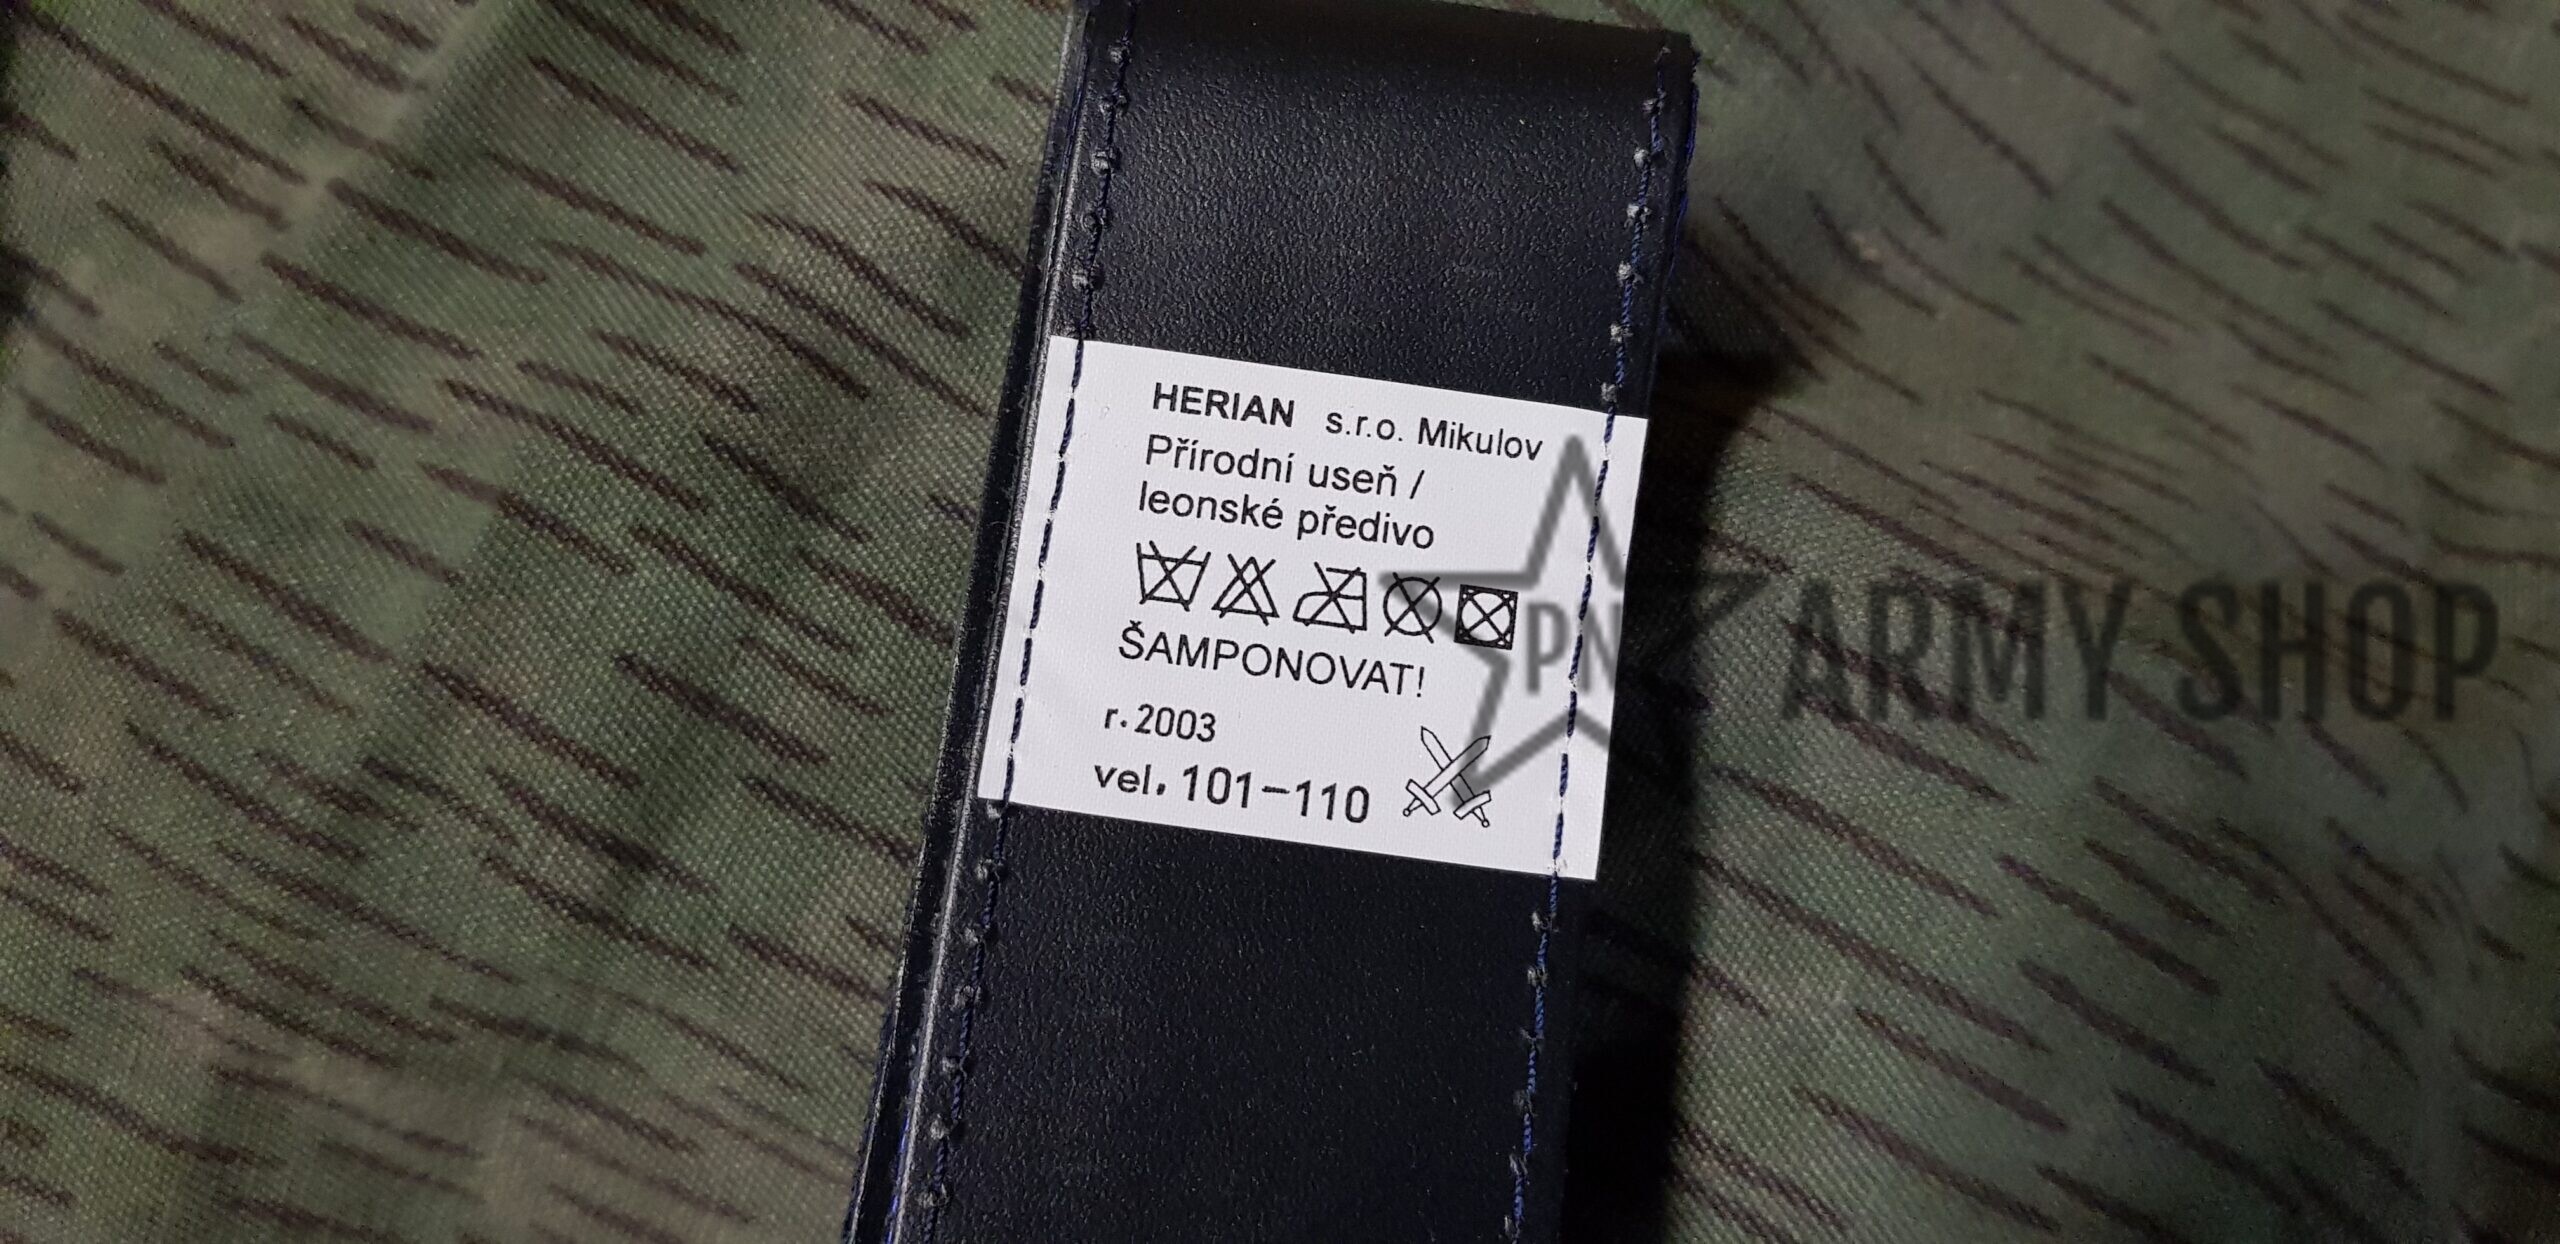 HERIAN s.r.o. Mikulov
Přírodní useň /
leonské předivo
ŠAMPONOVAT!
r. 2003
vel. 101-110
PN ARMY SHOP